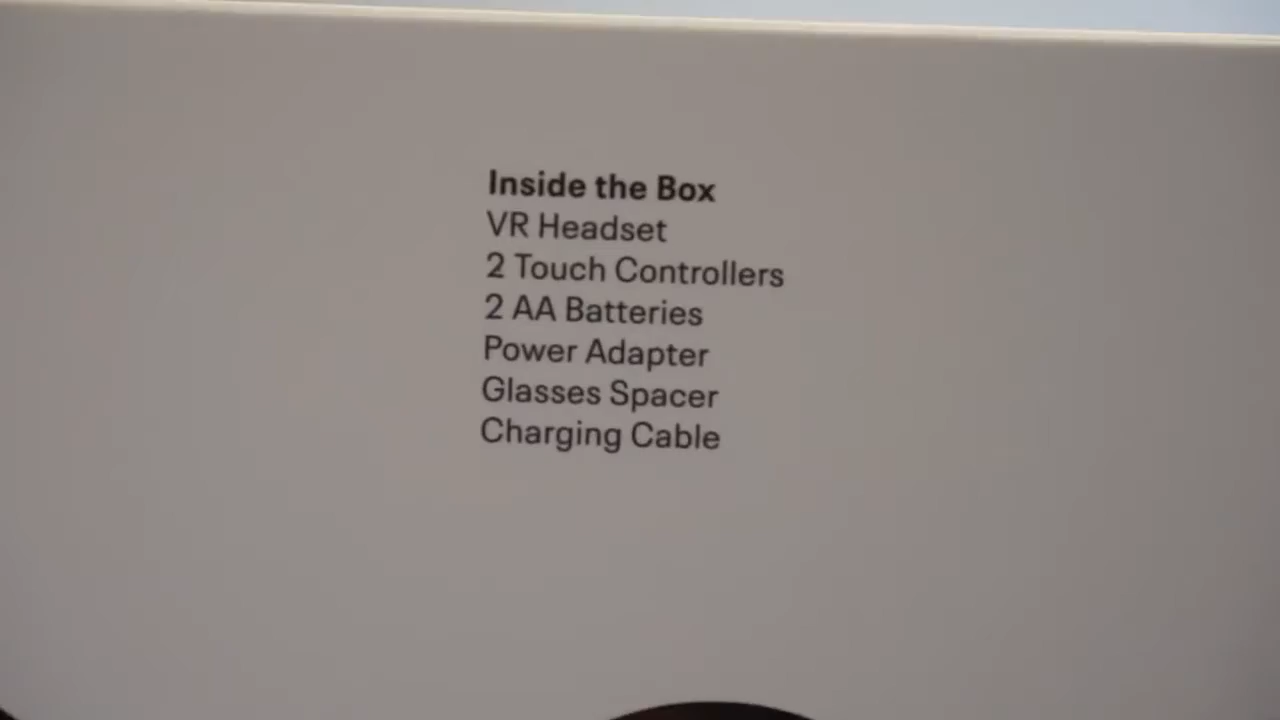 Inside the Box
VR Headset
2 Touch Controllers
2 AA Batteries
Power Adapter
Glasses Spacer
Charging Cable